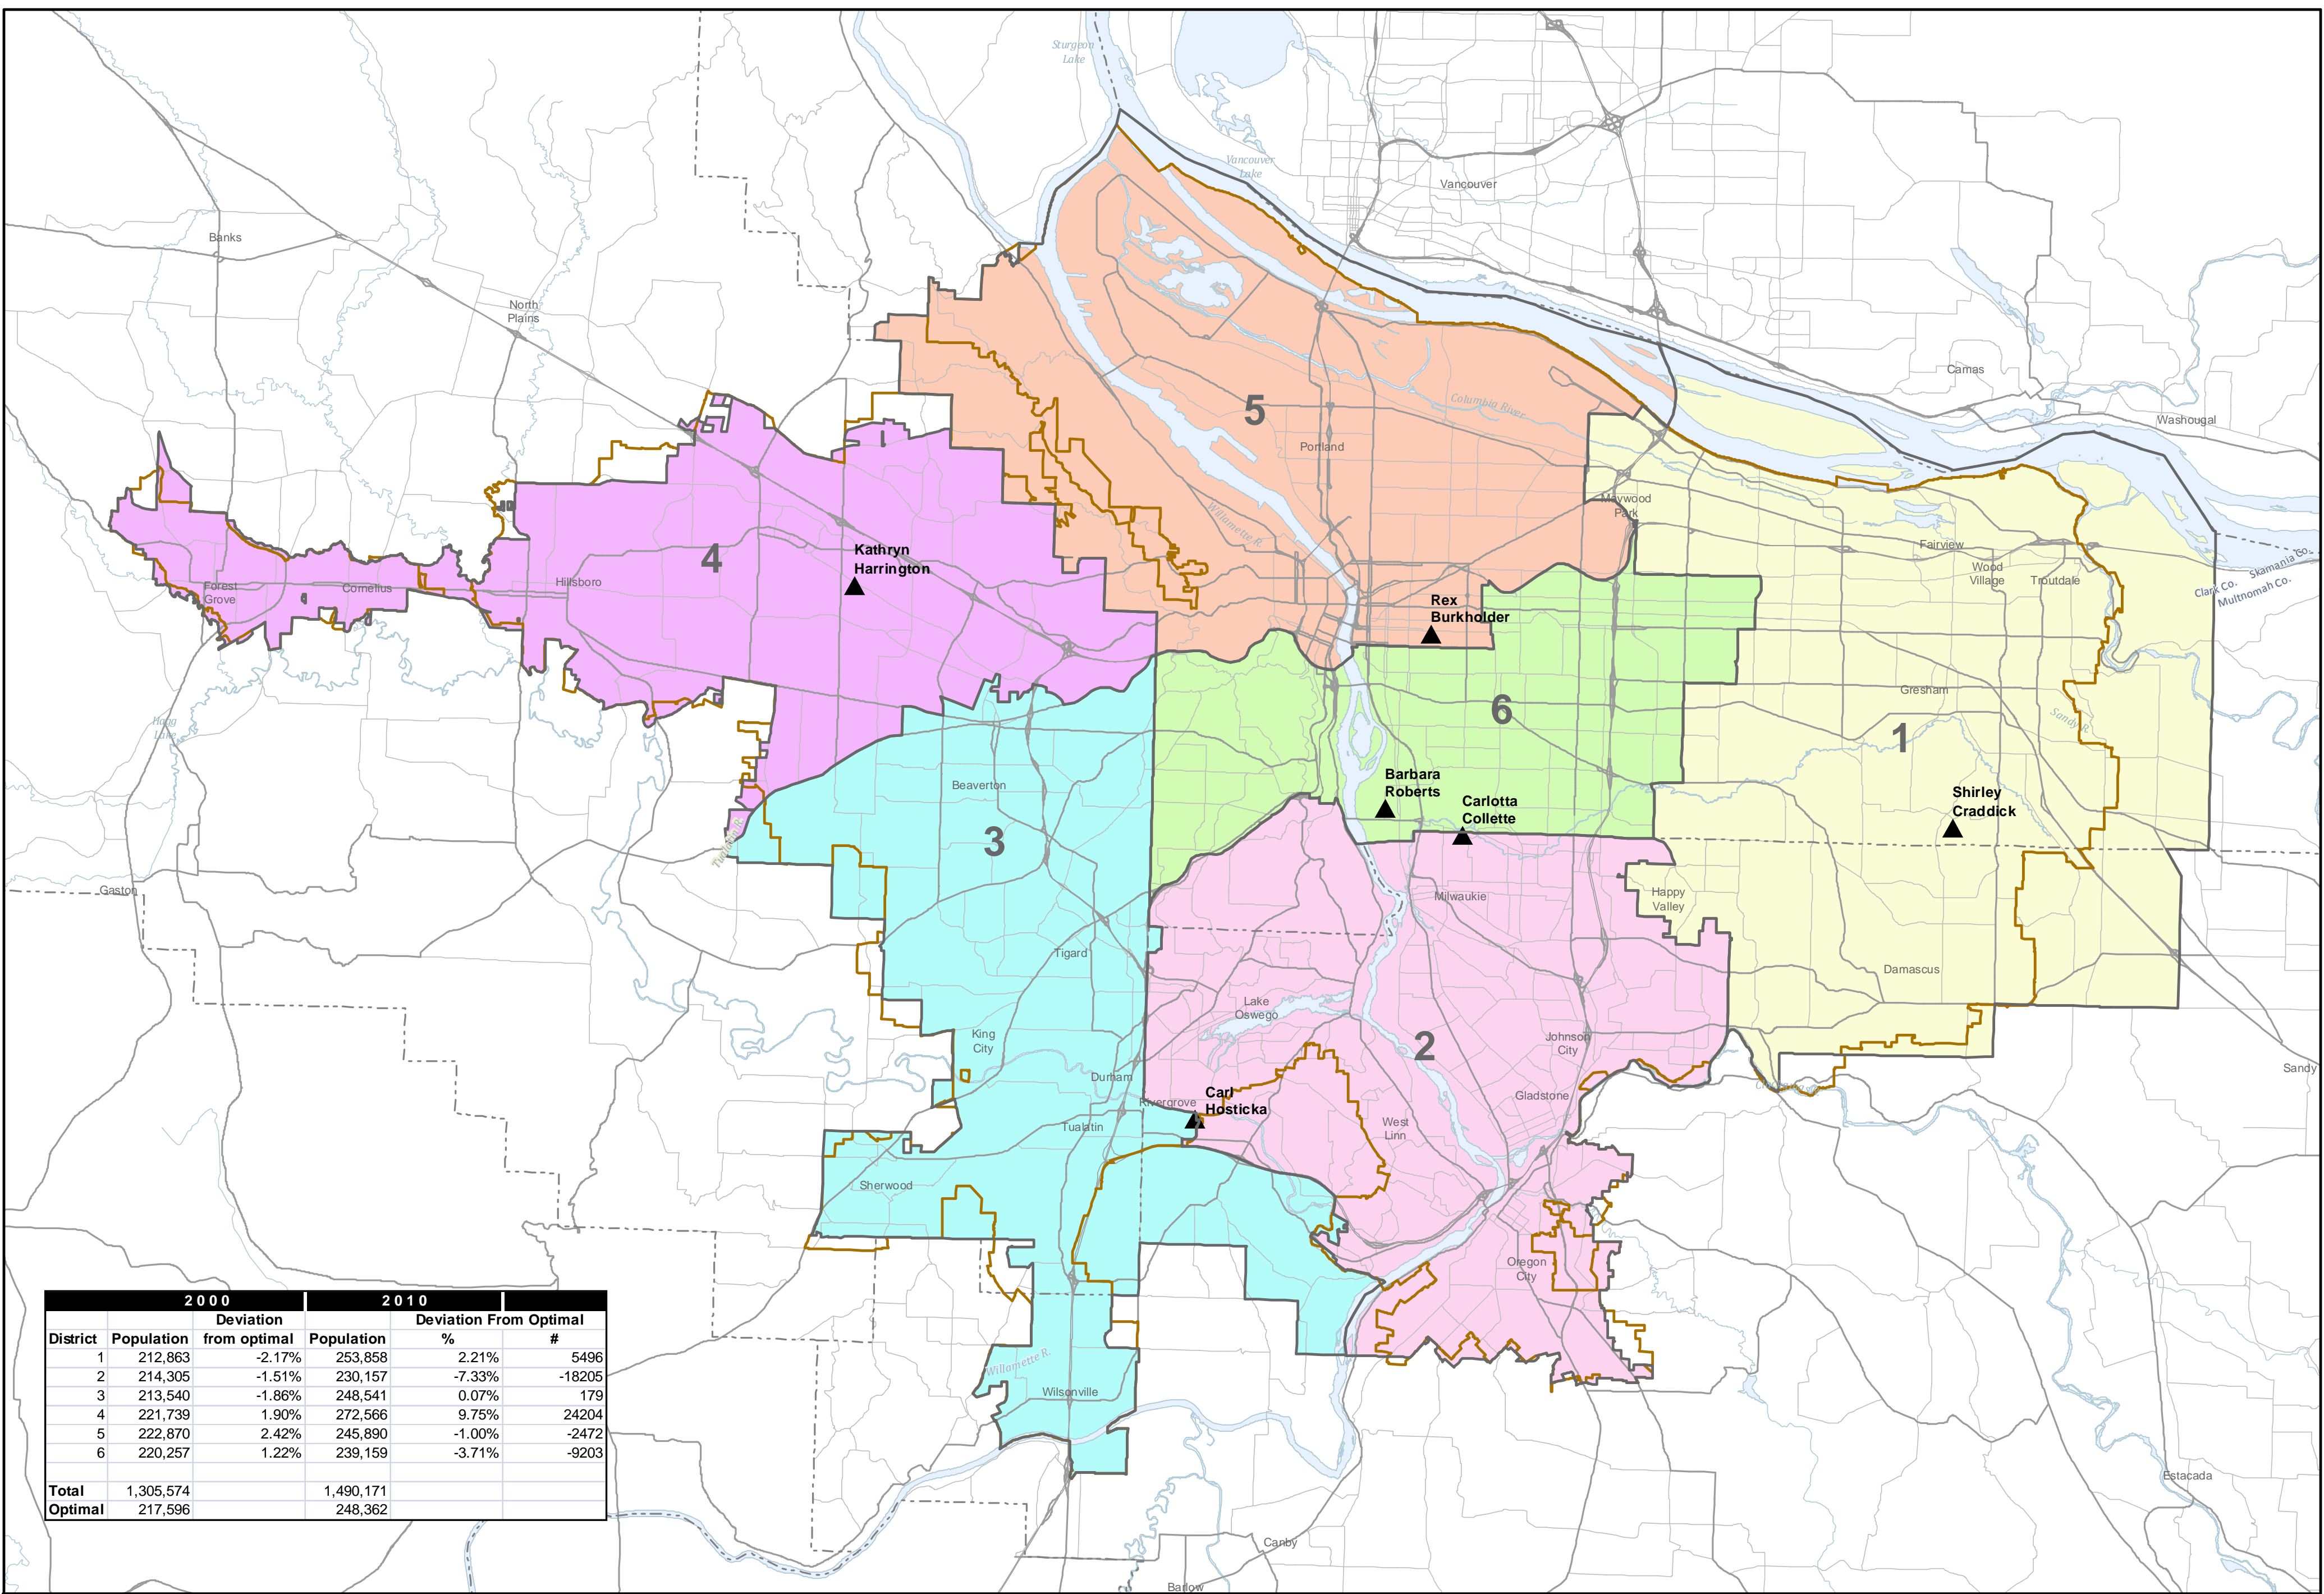 Sturgeon
Lake
Vancouver
Lake
Vancouver
Banks
North
Plains
Camas
Washougal
5
Columbia River
Portland
Willamette R.
Maywood
Park
Fairview
Wood
Village
Troutdale
Clark Co.
Skamania Co.
Multnomah Co.
4
Kathryn
Harrington
Forest
Grove
Cornelius
Hillsboro
Rex
Burkholder
Gresham
Sandy R.
6
1
Hagg
Lake
Beaverton
Barbara
Roberts
Carlotta
Collette
Shirley
Craddick
3
Tualatin R.
Gaston
Milwaukie
Happy
Valley
Tigard
Damascus
Lake
Oswego
2
King
City
Johnson
City
Durham
Rivergrove
Carl
Hosticka
Gladstone
Sandy
Tualatin
West
Linn
Sherwood
Oregon
City
Willamette R.
Wilsonville
Estacada
Canby
Barlow
2000 2010
Deviation Deviation From Optimal
District Population from optimal Population % #
1 212,863 -2.17% 253,858 2.21% 5496
2 214,305 -1.51% 230,157 -7.33% -18205
3 213,540 -1.86% 248,541 0.07% 179
4 221,739 1.90% 272,566 9.75% 24204
5 222,870 2.42% 245,890 -1.00% -2472
6 220,257 1.22% 239,159 -3.71% -9203
Total 1,305,574 1,490,171
Optimal 217,596 248,362